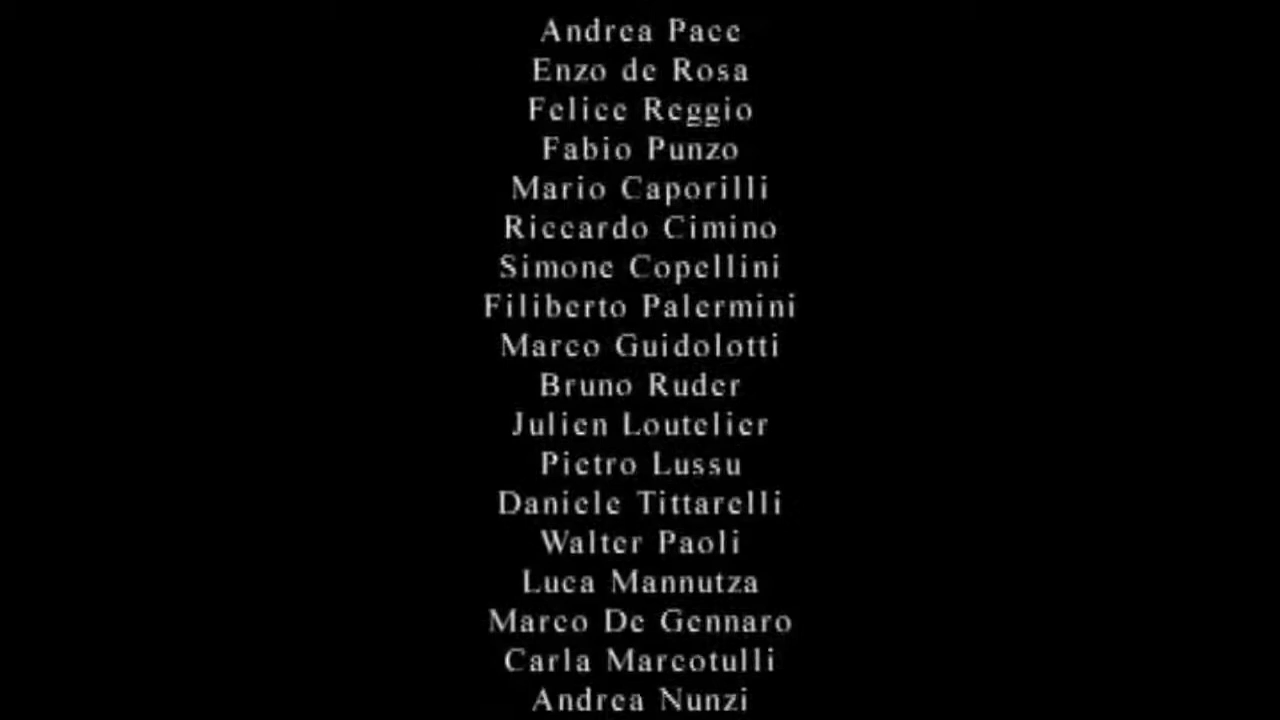 Andrea Pace
Enzo de Rosa
Felice Reggio
Fabio Punzo
Mario Caporilli
Riccardo Cimino
Simone Copellini
Filiberto Palermini
Marco Guidolotti
Bruno Ruder
Julien Loutelier
Pietro Lussu
Daniele Tittarelli
Walter Paoli
Luca Mannutza
Marco De Gennaro
Carla Marcotulli
Andrea Nunzi